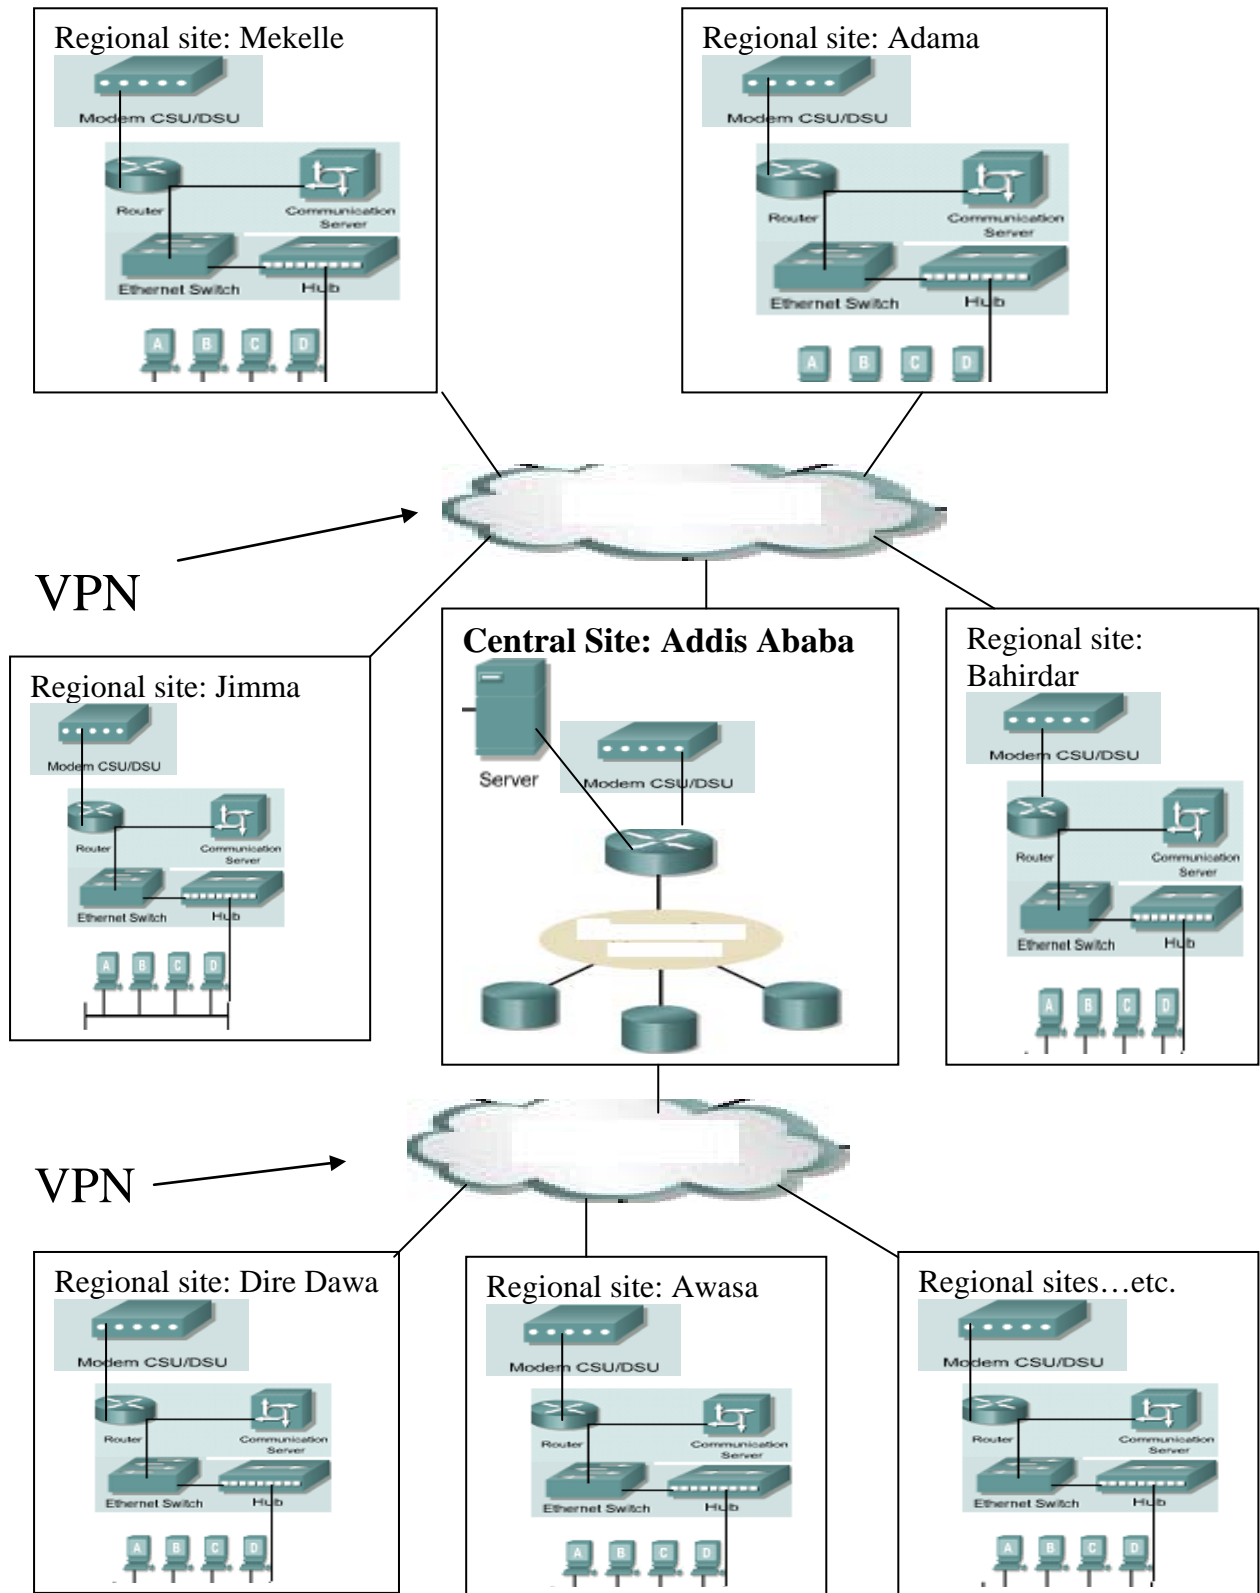 Regional site: Mekelle
Modem CSU/DSU
Router
Communication
Server
Ethernet Switch
Hub
A B C D
Regional site: Adama
Modem CSU/DSU
Router
Communication
Server
Ethernet Switch
Hub
A B C D
VPN
Regional site: Jimma
Modem CSU/DSU
Router
Communication
Server
Ethernet Switch
Hub
A B C D
Central Site: Addis Ababa
Server
Modem CSU/DSU
Regional site:
Bahirdar
Modem CSU/DSU
Router
Communication
Server
Ethernet Switch
Hub
A B C D
VPN
Regional site: Dire Dawa
Modem CSU/DSU
Router
Communication
Server
Ethernet Switch
Hub
A B C D
Regional site: Awasa
Modem CSU/DSU
Router
Communication
Server
Ethernet Switch
Hub
A B C D
Regional sites…etc.
Modem CSU/DSU
Router
Communication
Server
Ethernet Switch
Hub
A B C D